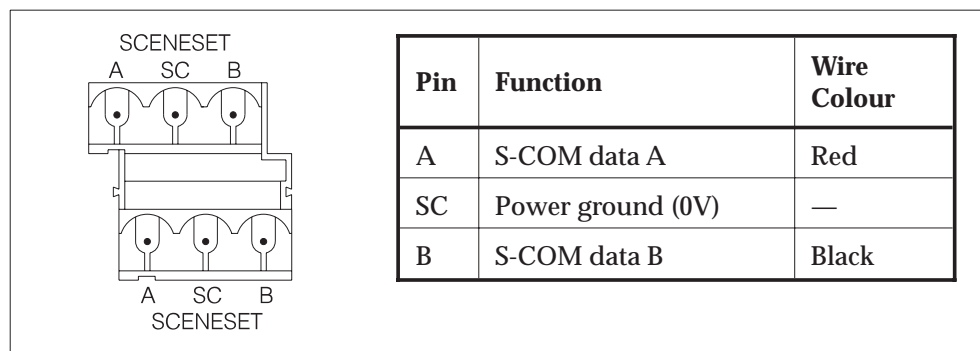 SCENESET
A SC B
A SC B
SCENESET
Pin Function Wire Colour
A S-COM data A Red
SC Power ground (0V) —
B S-COM data B Black